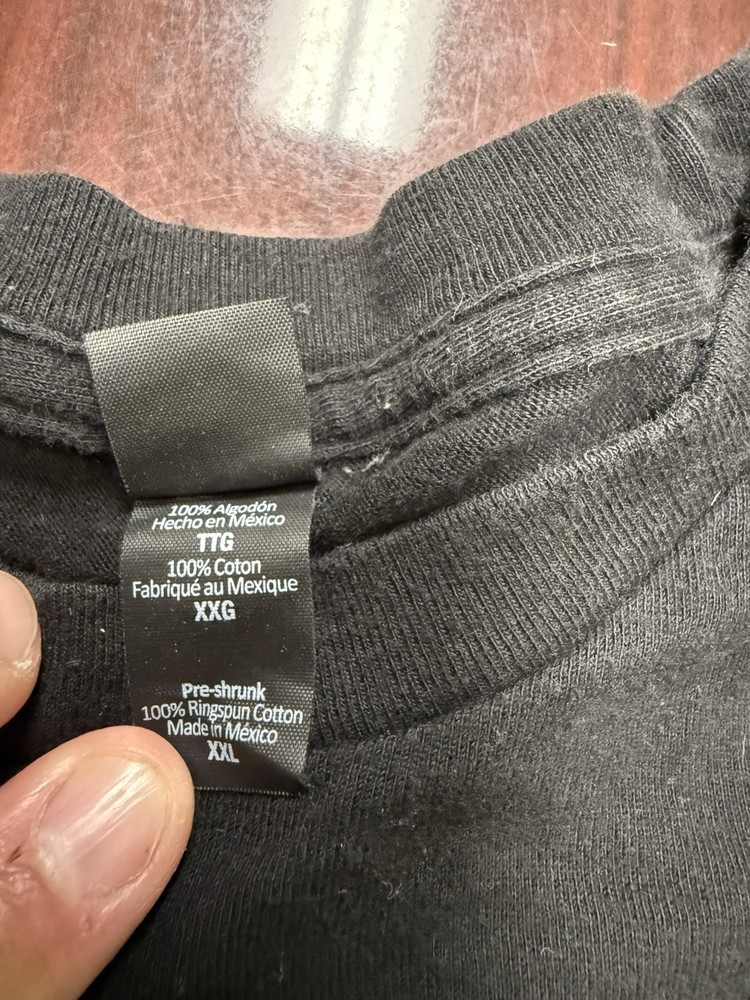 100% Algodón
Hecho en México
TTG
100% Coton
Fabriqué au Mexique
XXG
Pre-shrunk
100% Ringspun Cotton
Made in México
XXL